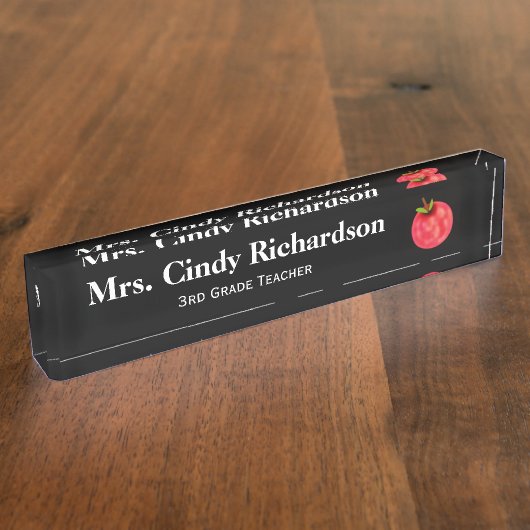 Mrs. Cindy Richardson
3rd Grade Teacher